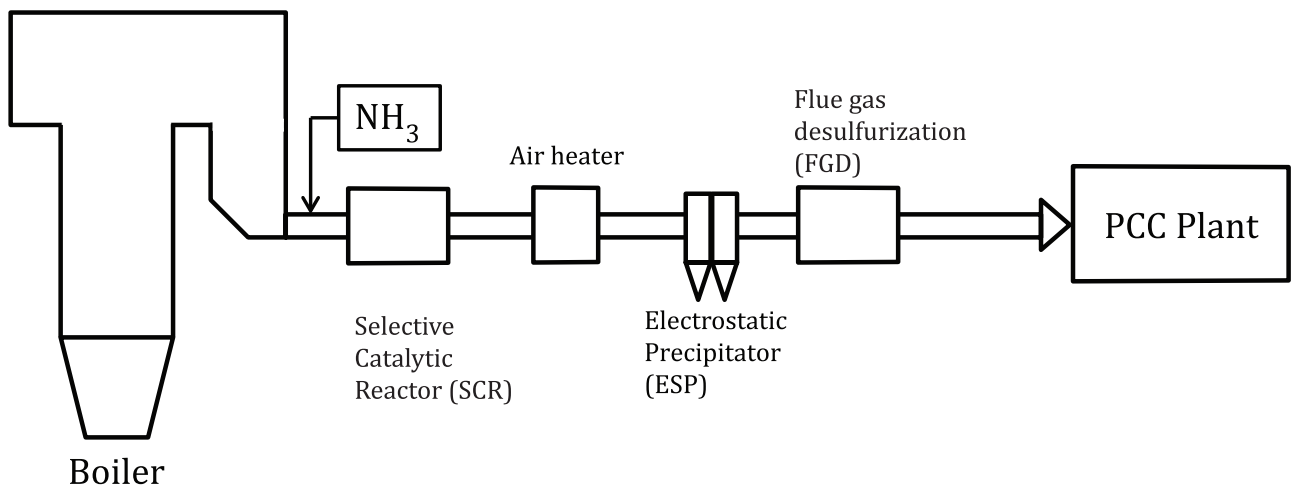 NH₃
Air heater
Flue gas
desulfurization
(FGD)
PCC Plant
Selective
Catalytic
Reactor (SCR)
Electrostatic
Precipitator
(ESP)
Boiler